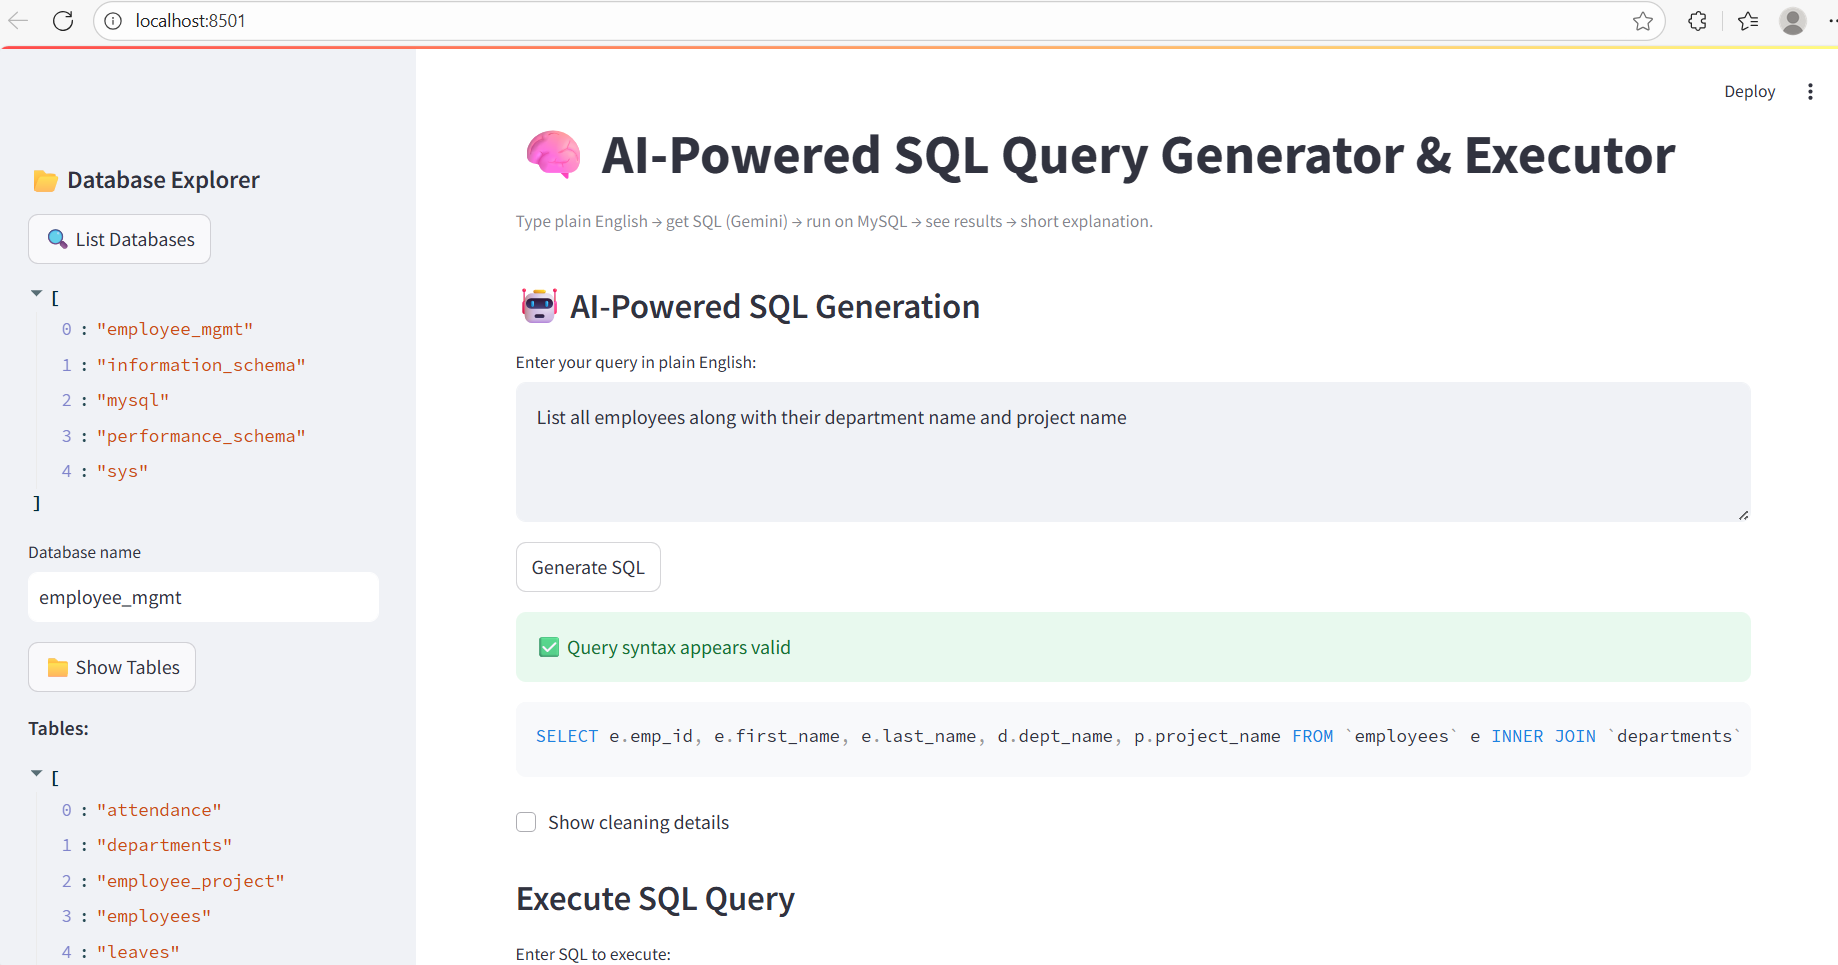 localhost:8501
Deploy
Database Explorer
List Databases
[
0 : "employee_mgmt"
1 : "information_schema"
2 : "mysql"
3 : "performance_schema"
4 : "sys"
]
Database name
employee_mgmt
Show Tables
Tables:
[
0 : "attendance"
1 : "departments"
2 : "employee_project"
3 : "employees"
4 : "leaves"
AI-Powered SQL Query Generator & Executor
Type plain English → get SQL (Gemini) → run on MySQL → see results → short explanation.
AI-Powered SQL Generation
Enter your query in plain English:
List all employees along with their department name and project name
Generate SQL
Query syntax appears valid
SELECT e.emp_id, e.first_name, e.last_name, d.dept_name, p.project_name FROM `employees` e INNER JOIN `departments`
Show cleaning details
Execute SQL Query
Enter SQL to execute: